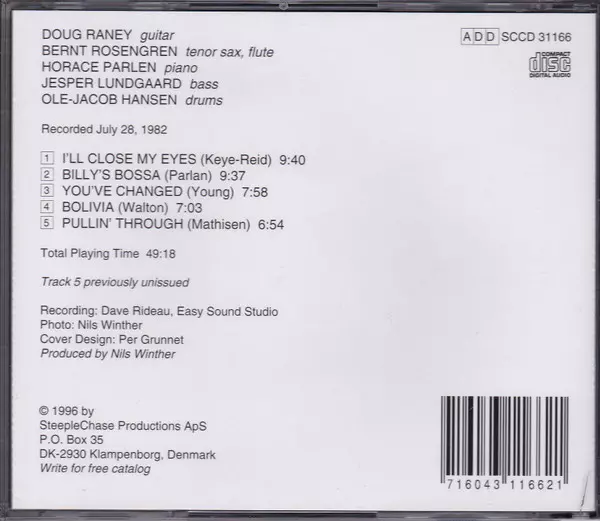 DOUG RANEY guitar
BERNT ROSENGREN tenor sax, flute
HORACE PARLEN piano
JESPER LUNDGAARD bass
OLE-JACOB HANSEN drums
ADD SCCD 31166
COMPACT
disc
DIGITAL AUDIO
Recorded July 28, 1982
1 I'LL CLOSE MY EYES (Keye-Reid) 9:40
2 BILLY'S BOSSA (Parlan) 9:37
3 YOU'VE CHANGED (Young) 7:58
4 BOLIVIA (Walton) 7:03
5 PULLIN' THROUGH (Mathisen) 6:54
Total Playing Time 49:18
Track 5 previously unissued
Recording: Dave Rideau, Easy Sound Studio
Photo: Nils Winther
Cover Design: Per Grunnet
Produced by Nils Winther
© 1996 by
SteepleChase Productions ApS
P.O. Box 35
DK-2930 Klampenborg, Denmark
Write for free catalog
716043 116621